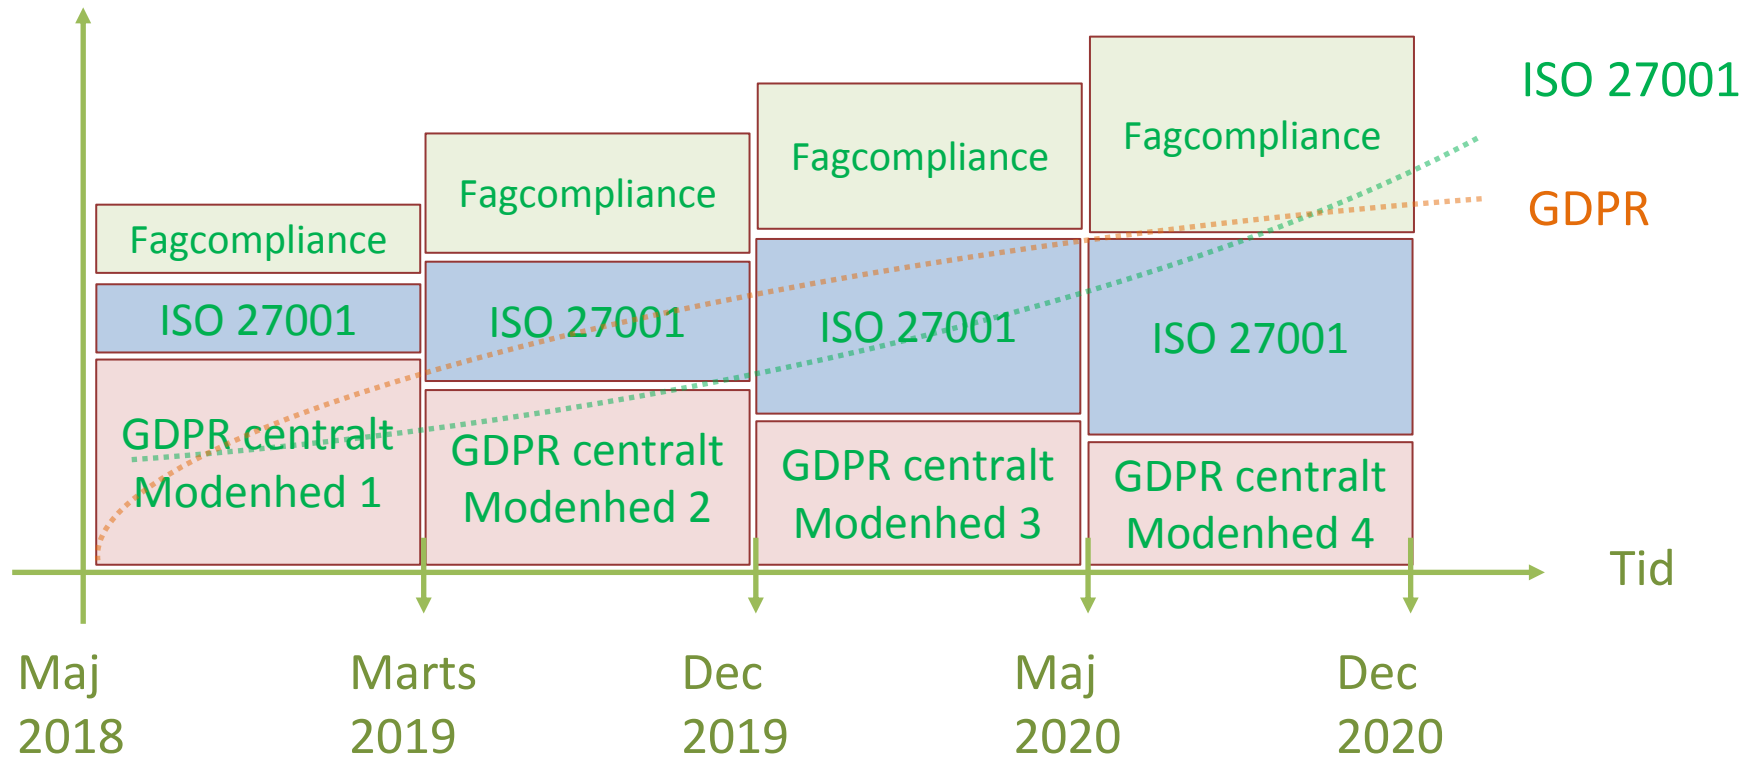 ISO 27001
GDPR
Fagcompliance
ISO 27001
GDPR centralt
Modenhed 1
Fagcompliance
ISO 27001
GDPR centralt
Modenhed 2
Fagcompliance
ISO 27001
GDPR centralt
Modenhed 3
Fagcompliance
ISO 27001
GDPR centralt
Modenhed 4
Tid
Maj
2018
Marts
2019
Dec
2019
Maj
2020
Dec
2020